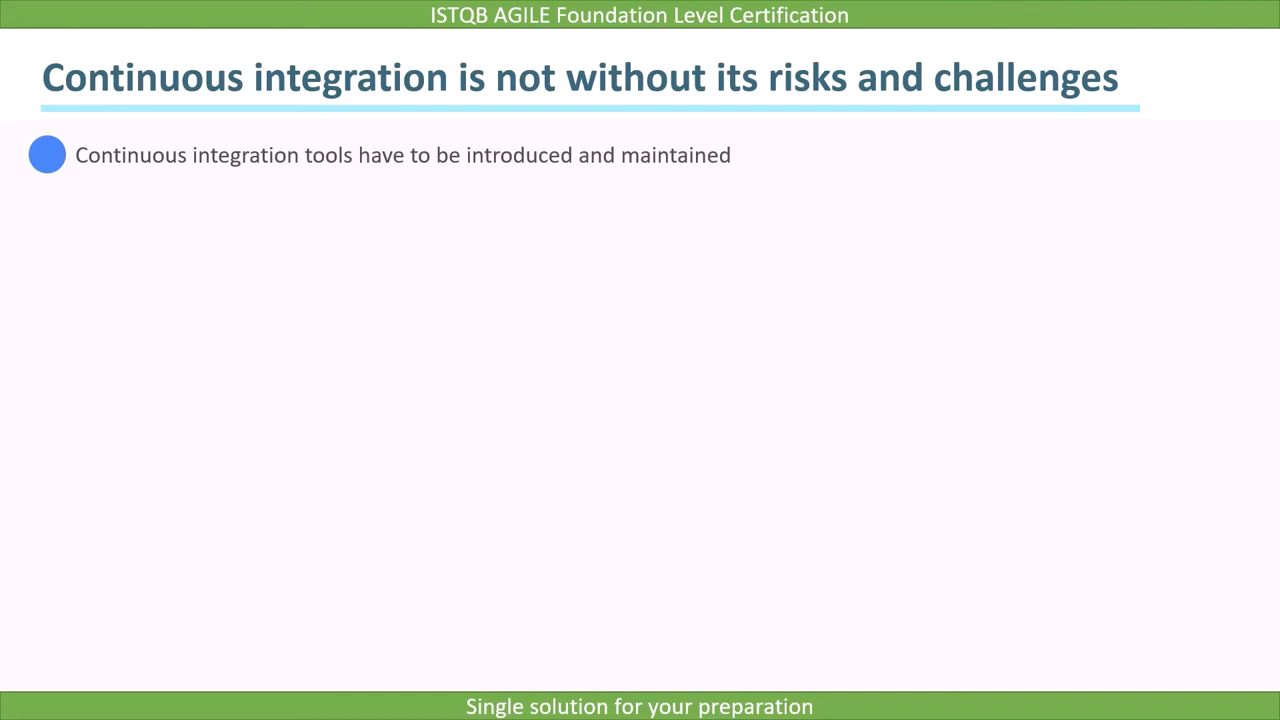 ISTQB AGILE Foundation Level Certification
Continuous integration is not without its risks and challenges
Continuous integration tools have to be introduced and maintained
Single solution for your preparation